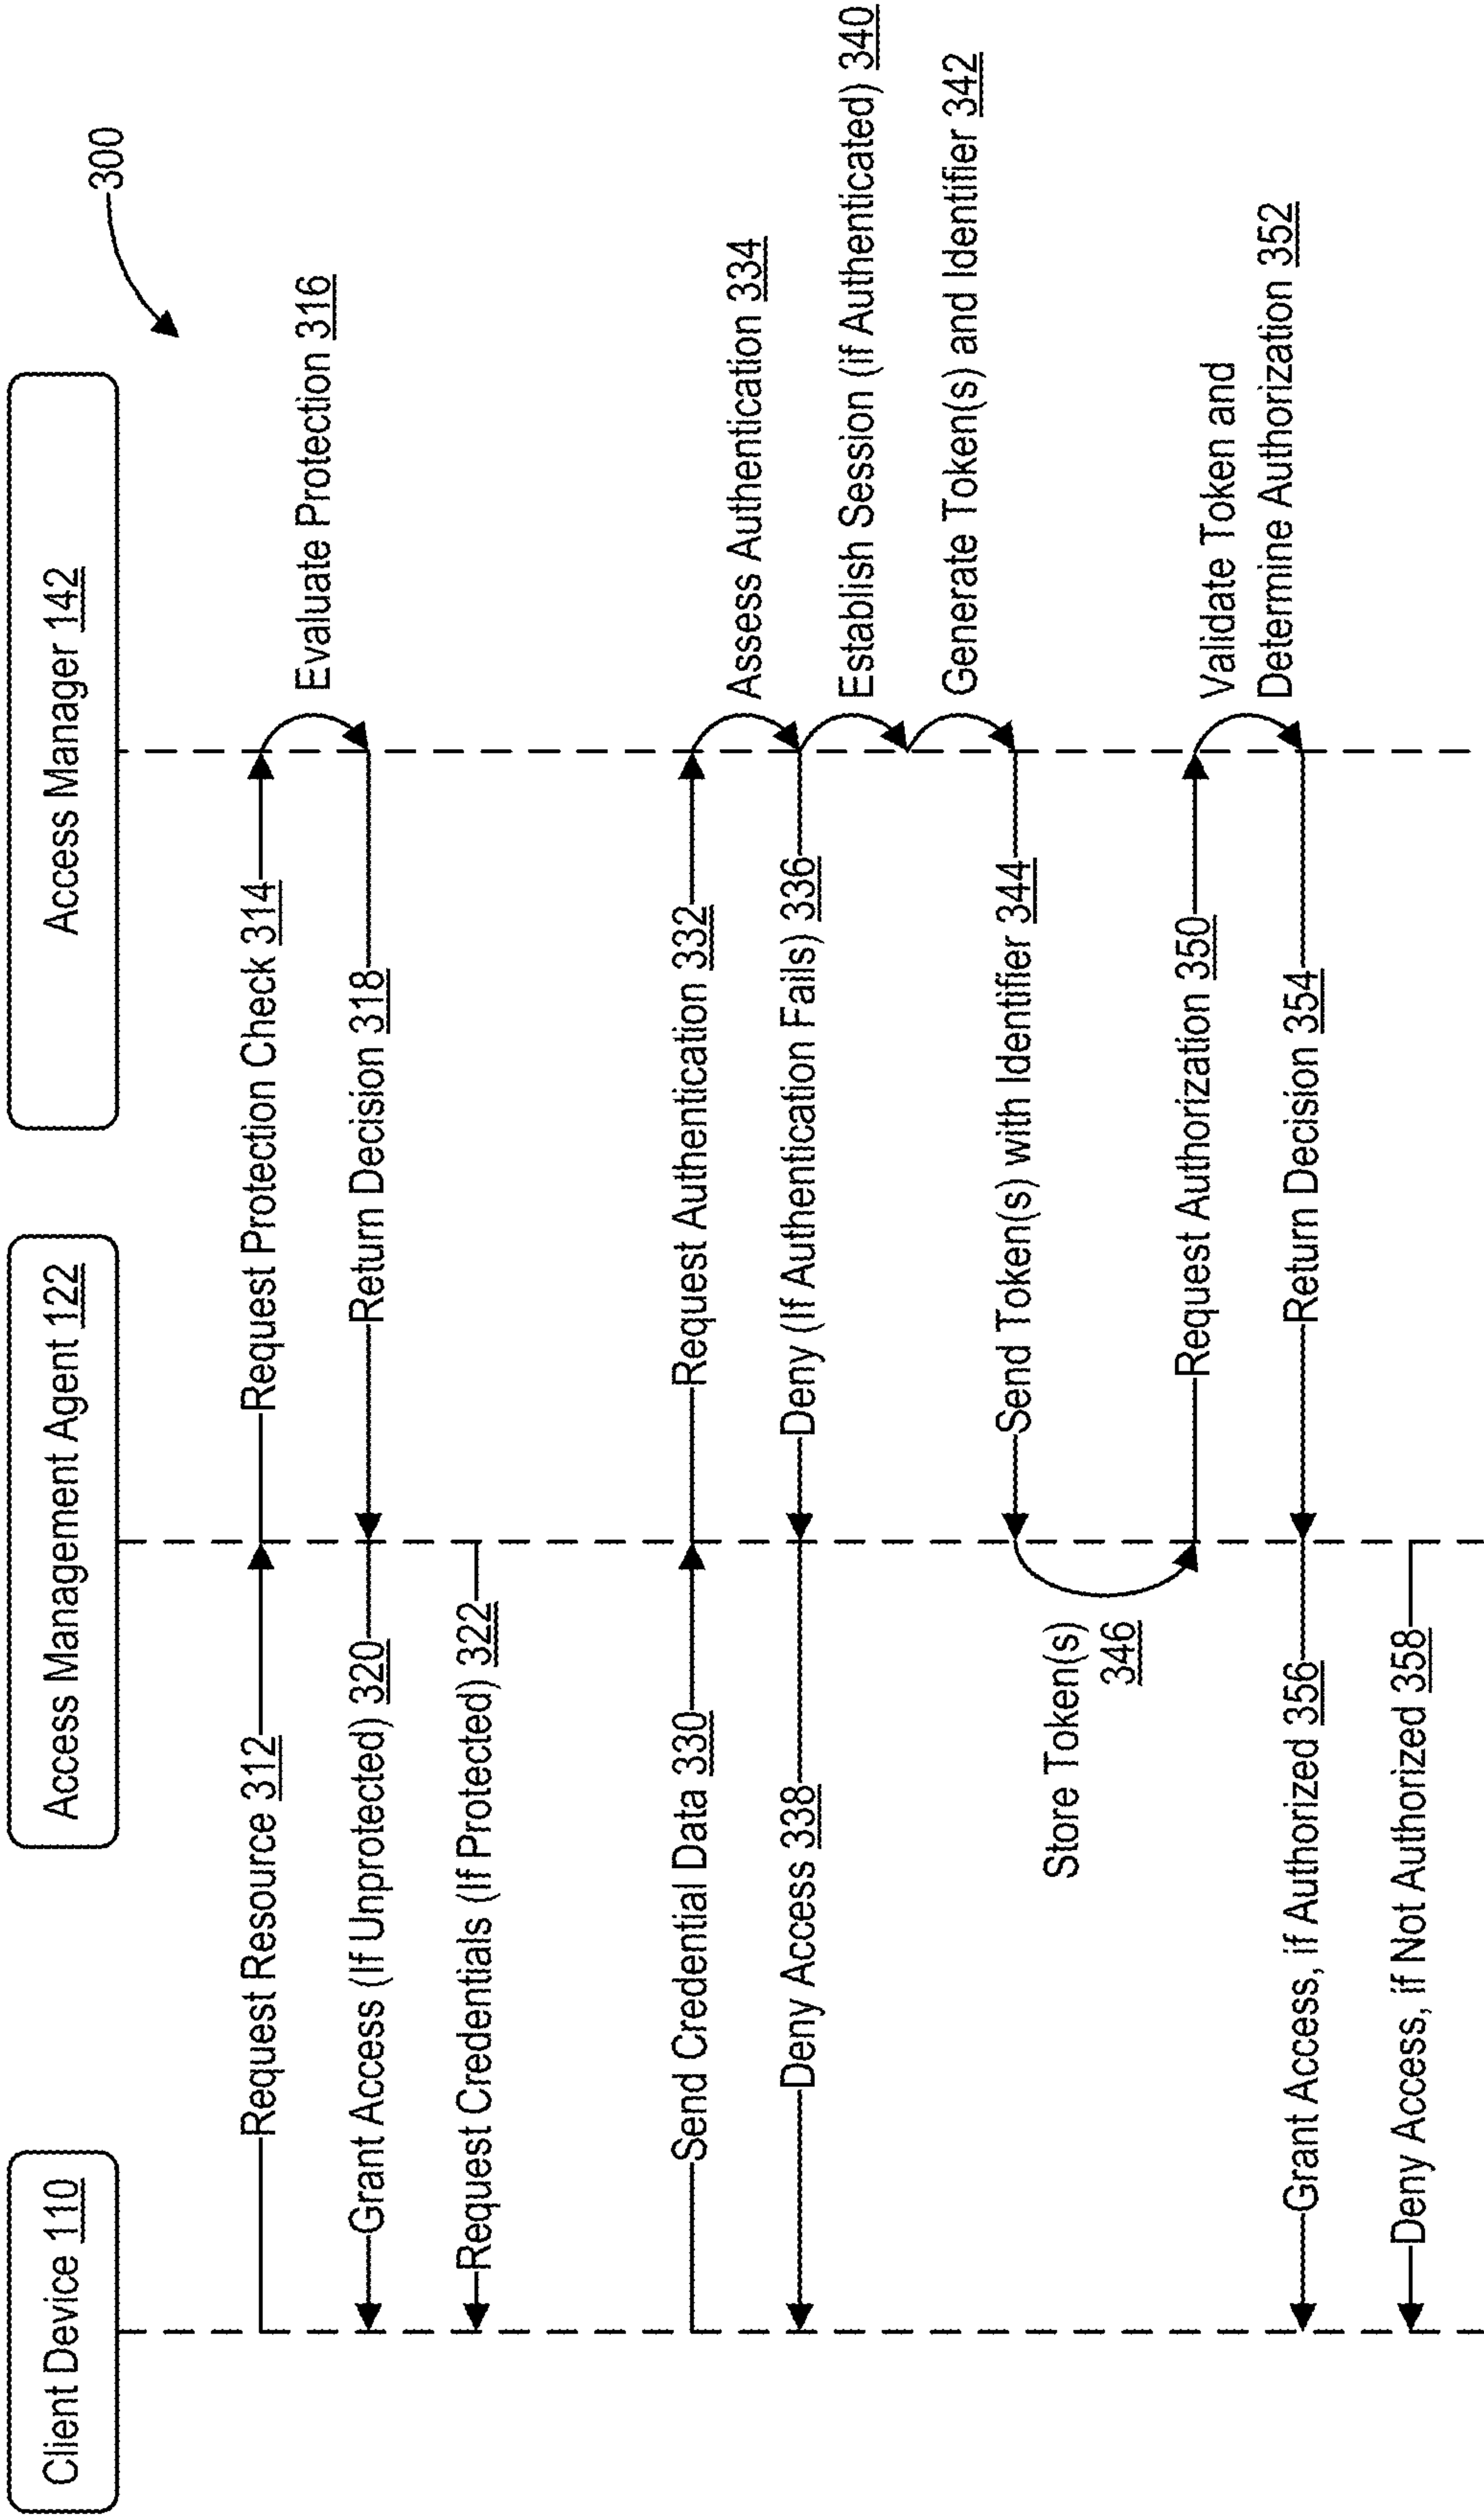 300
Client Device 110
Access Management Agent 122
Access Manager 142
Request Resource 312
Request Protection Check 314
Evaluate Protection 316
Return Decision 318
Grant Access (If Unprotected) 320
Request Credentials (If Protected) 322
Send Credential Data 330
Request Authentication 332
Assess Authentication 334
Deny (If Authentication Fails) 336
Deny Access 338
Establish Session (if Authenticated) 340
Generate Token(s) and Identifier 342
Send Token(s) with Identifier 344
Store Token(s)
346
Request Authorization 350
Validate Token and
Determine Authorization 352
Return Decision 354
Grant Access, if Authorized 356
Deny Access, if Not Authorized 358